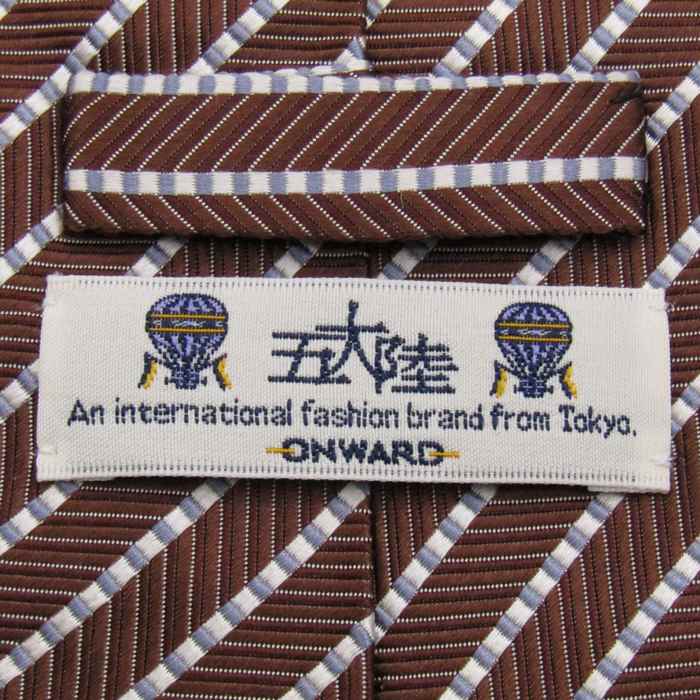 五大陸
An international fashion brand from Tokyo.
ONWARD